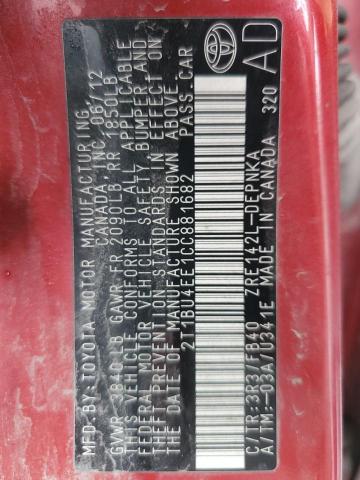 MFD.BY:TOYOTA MOTOR MANUFACTURING
CANADA, INC. 06/12
GVWR 3840LB GAWR-FR 2090LB RR 1850LB
THIS VEHICLE CONFORMS TO ALL APPLICABLE
FEDERAL MOTOR VEHICLE SAFETY, BUMPER AND
THEFT PREVENTION STANDARDS IN EFFECT ON
THE DATE OF MANUFACTURE SHOWN ABOVE.
2T1BU4EE1CC881682 PASS.CAR
C/TR:3R3/FB40 ZRE142L-DEPNKA
A/TM:-03A/U341E MADE IN CANADA 320
AD